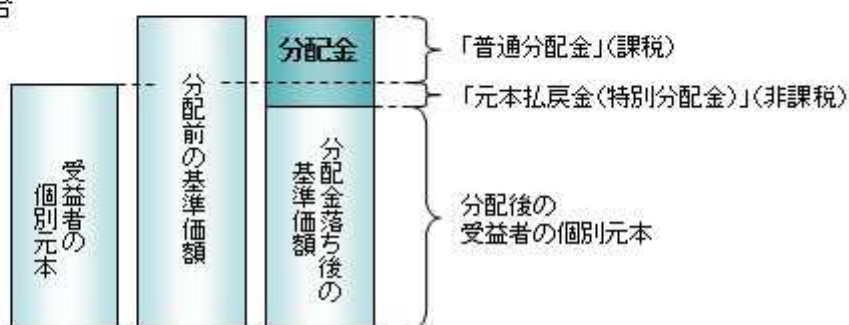 合
受益者の
個別元本
分配前の基準価額
分配金
分配金落ち後の
基準価額
「普通分配金」(課税)
「元本払戻金(特別分配金)」(非課税)
分配後の
受益者の個別元本